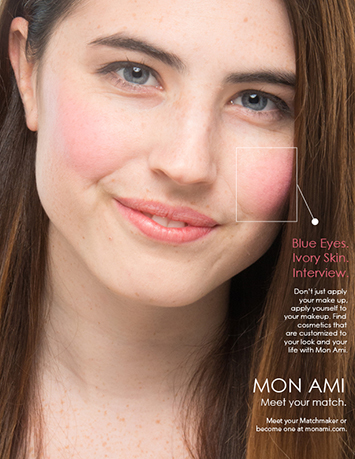 Blue Eyes.
Ivory Skin.
Interview.
Don't just apply
your make up,
apply yourself to
your makeup. Find
cosmetics that
are customized to
your look and your
life with Mon Ami.
MON AMI
Meet your match.
Meet your Matchmaker or
become one at monami.com.